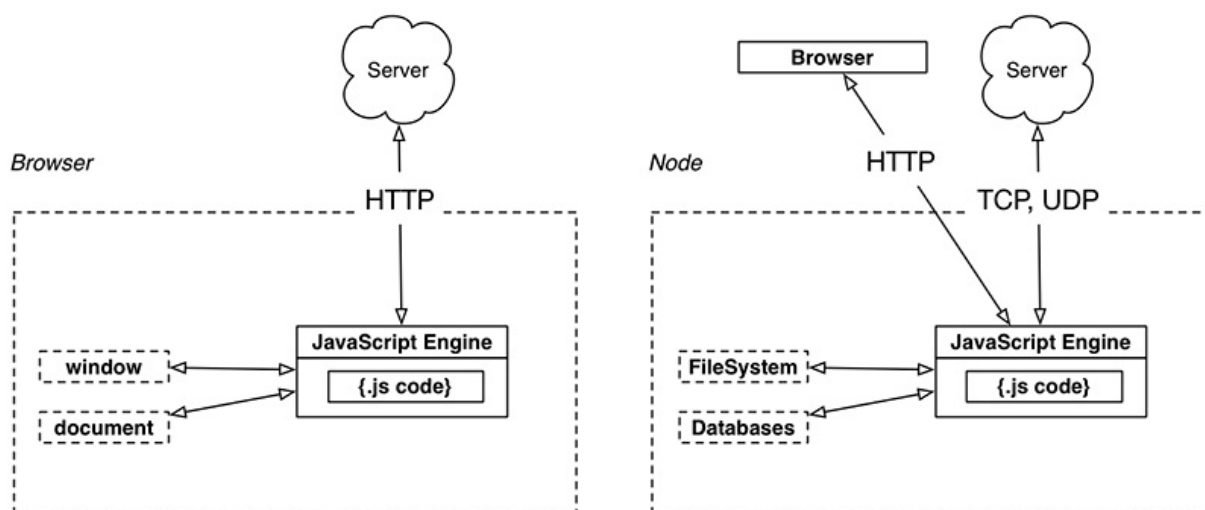 Server
Browser
HTTP
JavaScript Engine
{.js code}
window
document
Browser
Server
Node
HTTP
TCP, UDP
JavaScript Engine
{.js code}
FileSystem
Databases